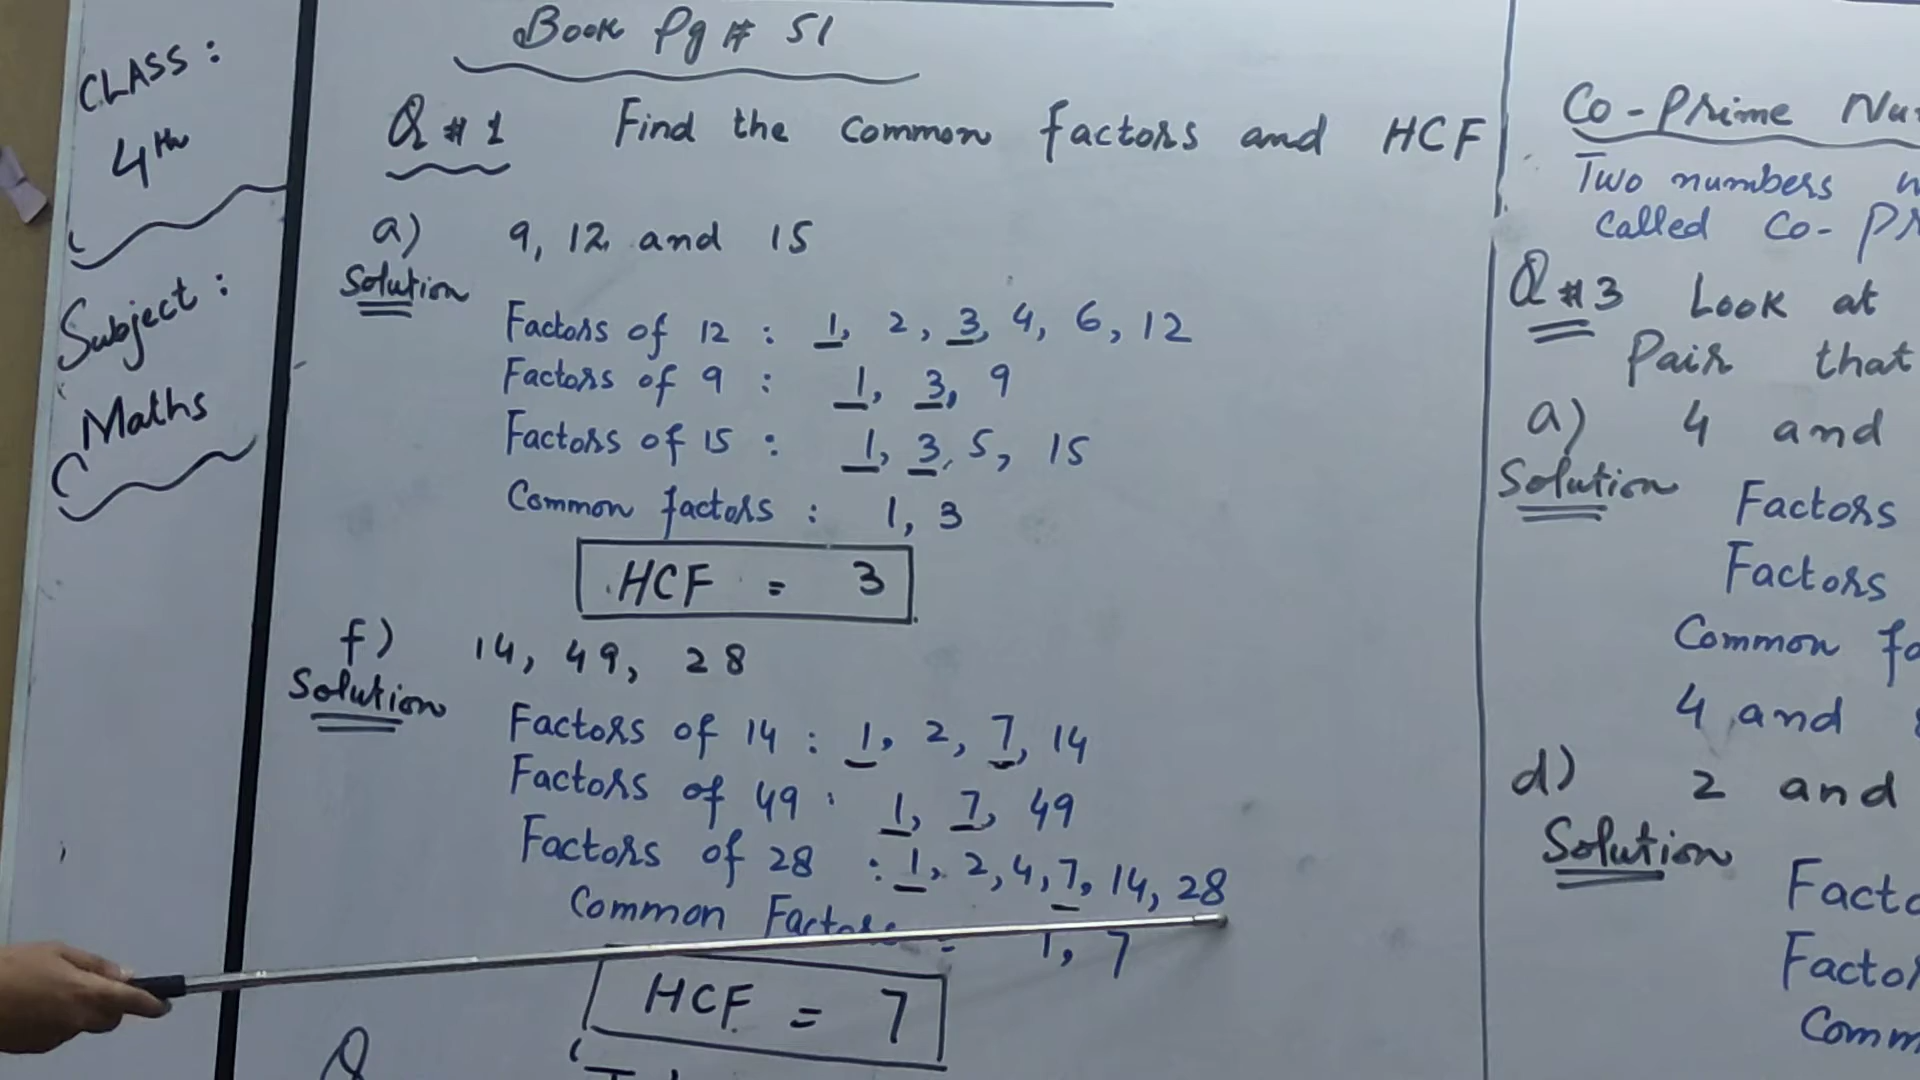 CLASS :
4th
Subject :
Maths
Book Pg # 51
Q # 1 Find the common factors and HCF
a) 9, 12 and 15
Solution
Factors of 12 : 1, 2, 3, 4, 6, 12
Factors of 9 : 1, 3, 9
Factors of 15 : 1, 3, 5, 15
Common factors : 1, 3
HCF = 3
f) 14, 49, 28
Solution
Factors of 14 : 1, 2, 7, 14
Factors of 49 : 1, 7, 49
Factors of 28 : 1, 2, 4, 7, 14, 28
Common Factors = 1, 7
HCF = 7
Q
Co-Prime
Two numbers
called Co-
Q # 3 Look at
Pair that
a) 4 and
Solution
Factors
Factors
Common
4 and
d) 2 and
Solution